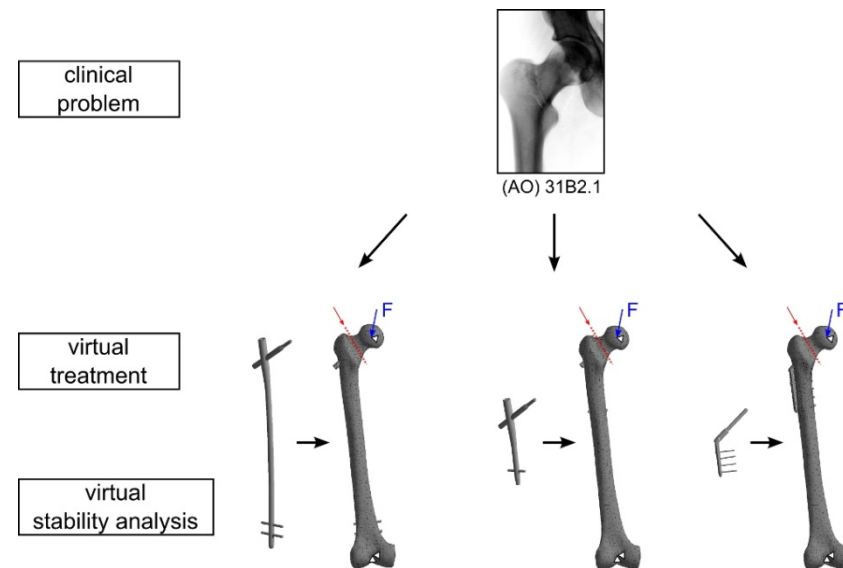 clinical
problem
(AO) 31B2.1
F
F
F
virtual
treatment
virtual
stability analysis